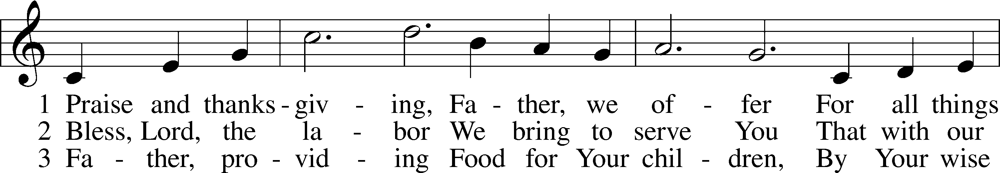 1 Praise and thanks - giv - ing, Fa - ther, we of - fer For all things
2 Bless, Lord, the la - bor We bring to serve You That with our
3 Fa - ther, pro - vid - ing Food for Your chil - dren, By Your wise